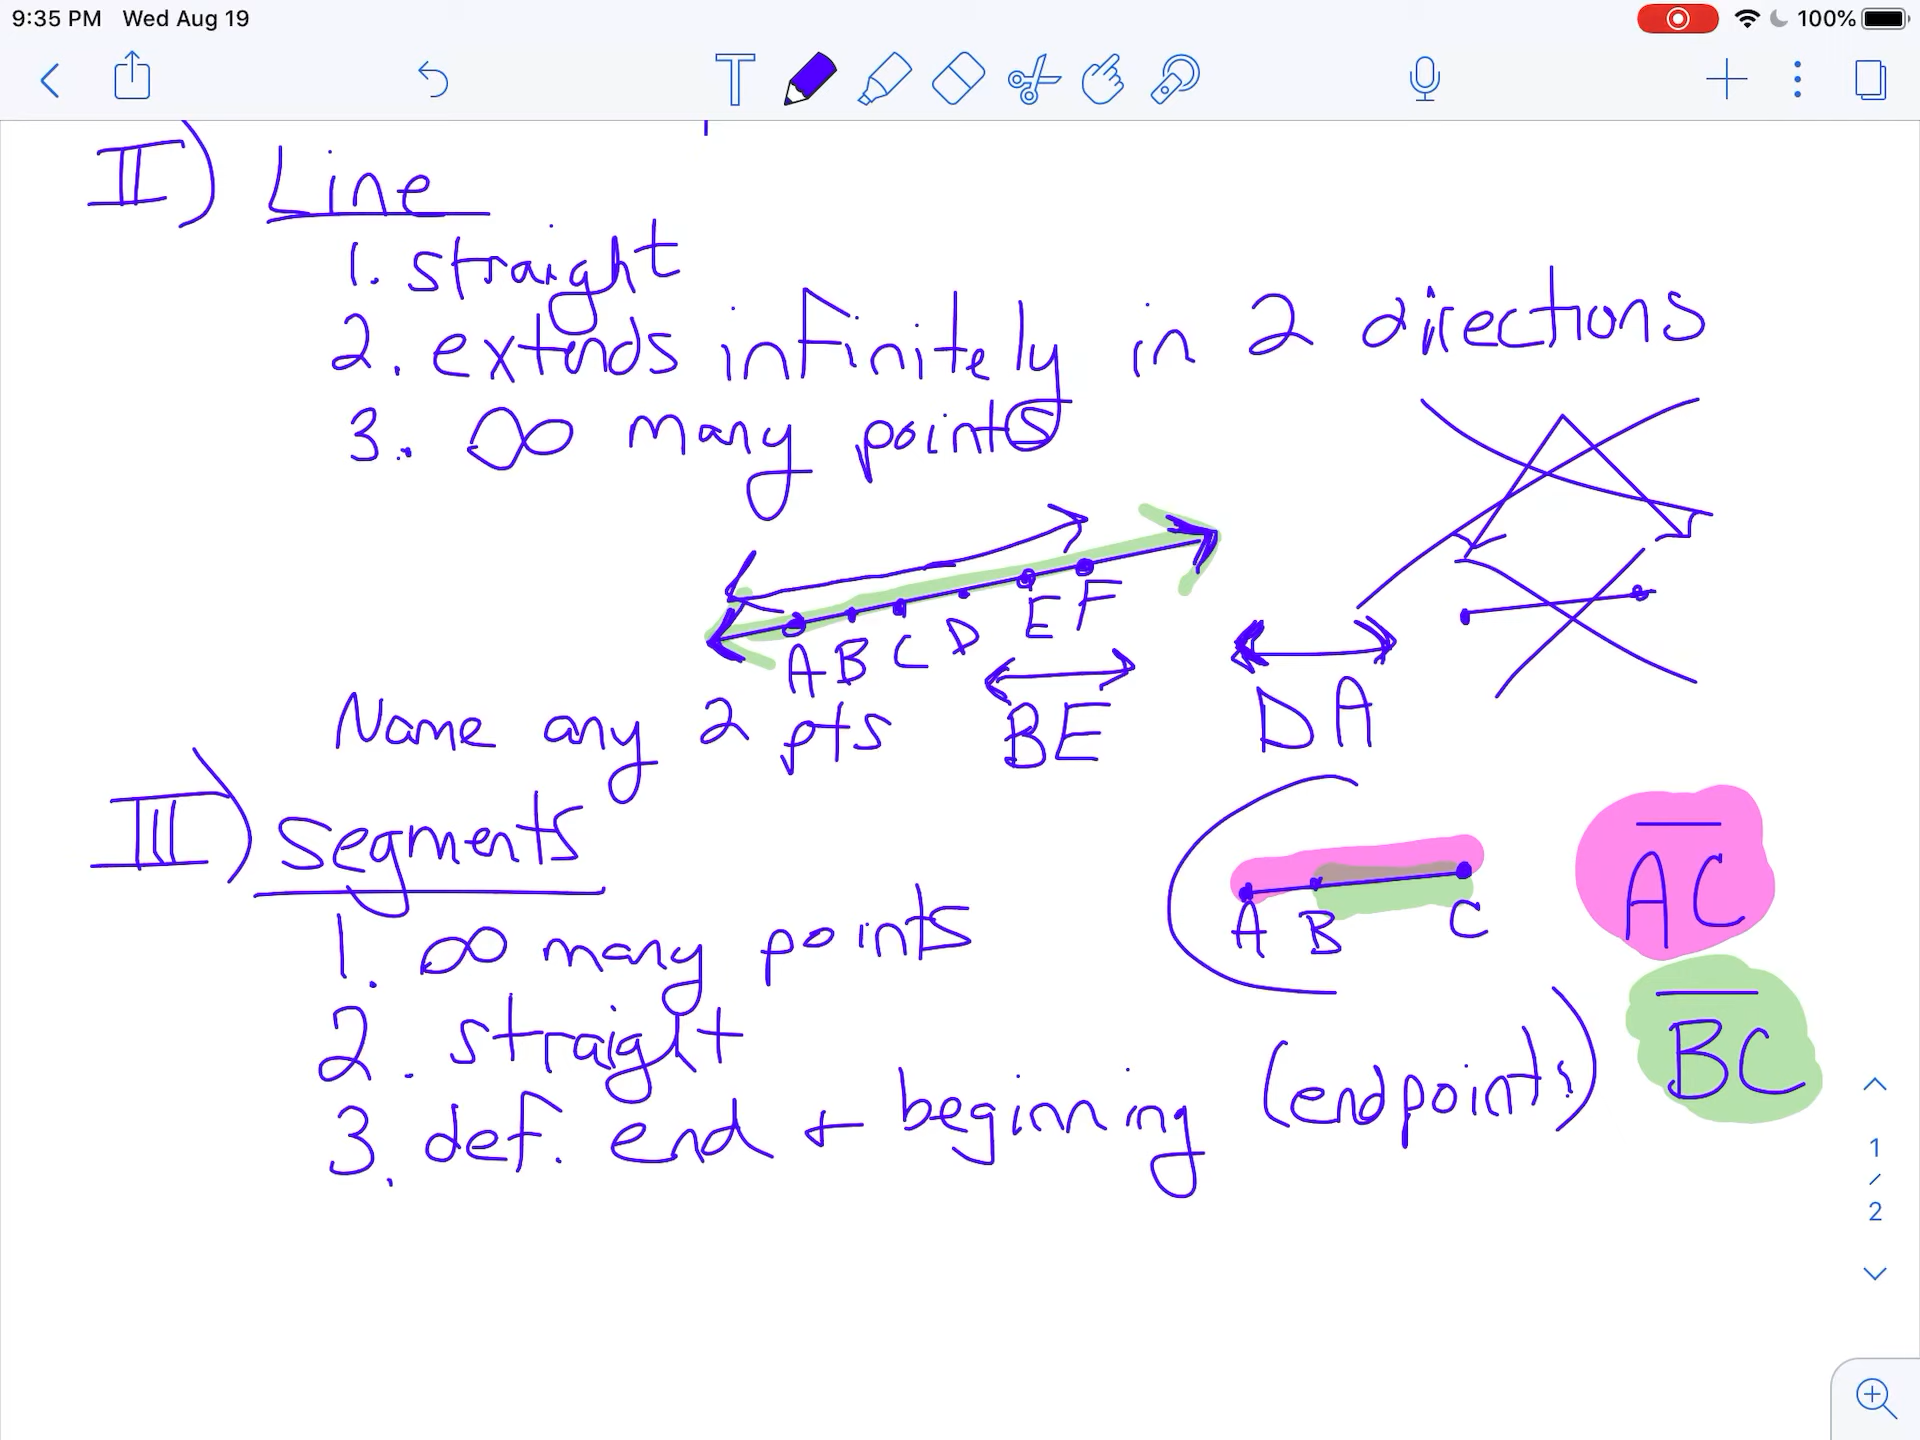 9:35 PM Wed Aug 19
100%
II) Line
1. straight
2. extends infinitely in 2 directions
3. ∞ many points
A B C D E F
Name any 2 pts BE DA
III) segments
A B C
AC
1. ∞ many points
BC
2. straight
3. def. end + beginning (endpoints)
1
/
2